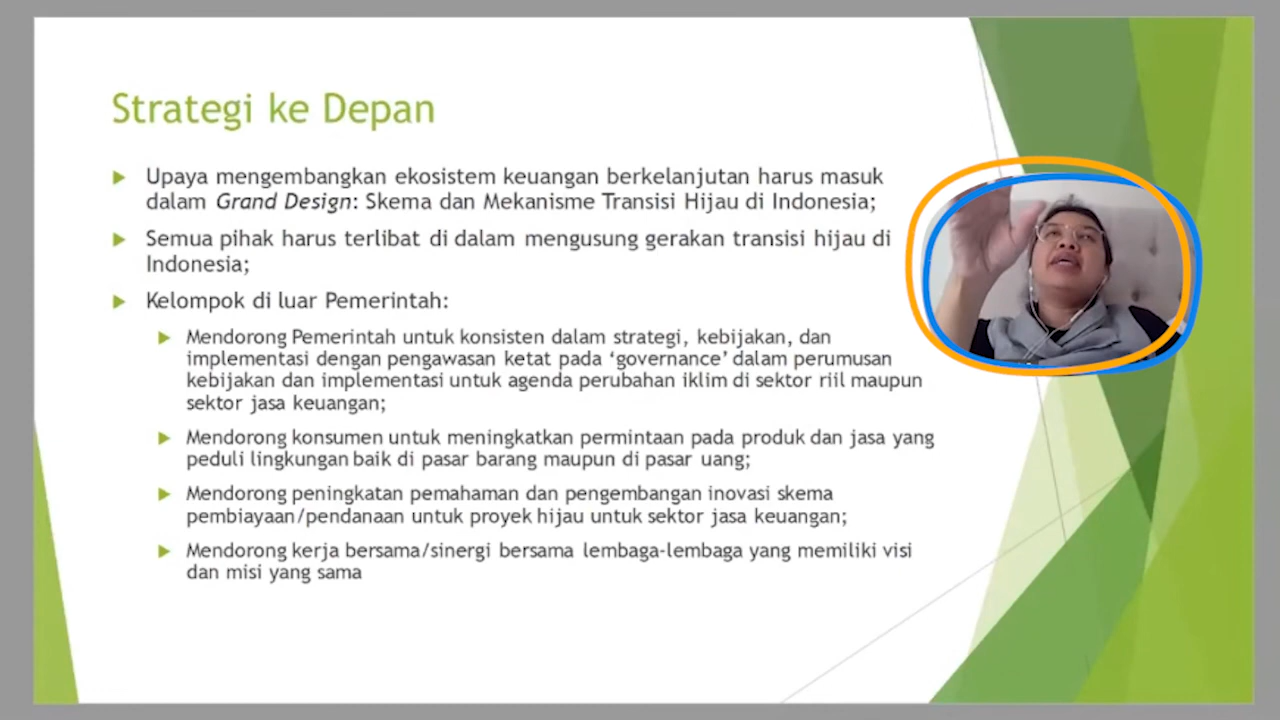 Strategi ke Depan
Upaya mengembangkan ekosistem keuangan berkelanjutan harus masuk
dalam Grand Design: Skema dan Mekanisme Transisi Hijau di Indonesia;
Semua pihak harus terlibat di dalam mengusung gerakan transisi hijau di
Indonesia;
Kelompok di luar Pemerintah:
Mendorong Pemerintah untuk konsisten dalam strategi, kebijakan, dan
implementasi dengan pengawasan ketat pada ‘governance’ dalam perumusan
kebijakan dan implementasi untuk agenda perubahan iklim di sektor riil maupun
sektor jasa keuangan;
Mendorong konsumen untuk meningkatkan permintaan pada produk dan jasa yang
peduli lingkungan baik di pasar barang maupun di pasar uang;
Mendorong peningkatan pemahaman dan pengembangan inovasi skema
pembiayaan/pendanaan untuk proyek hijau untuk sektor jasa keuangan;
Mendorong kerja bersama/sinergi bersama lembaga-lembaga yang memiliki visi
dan misi yang sama